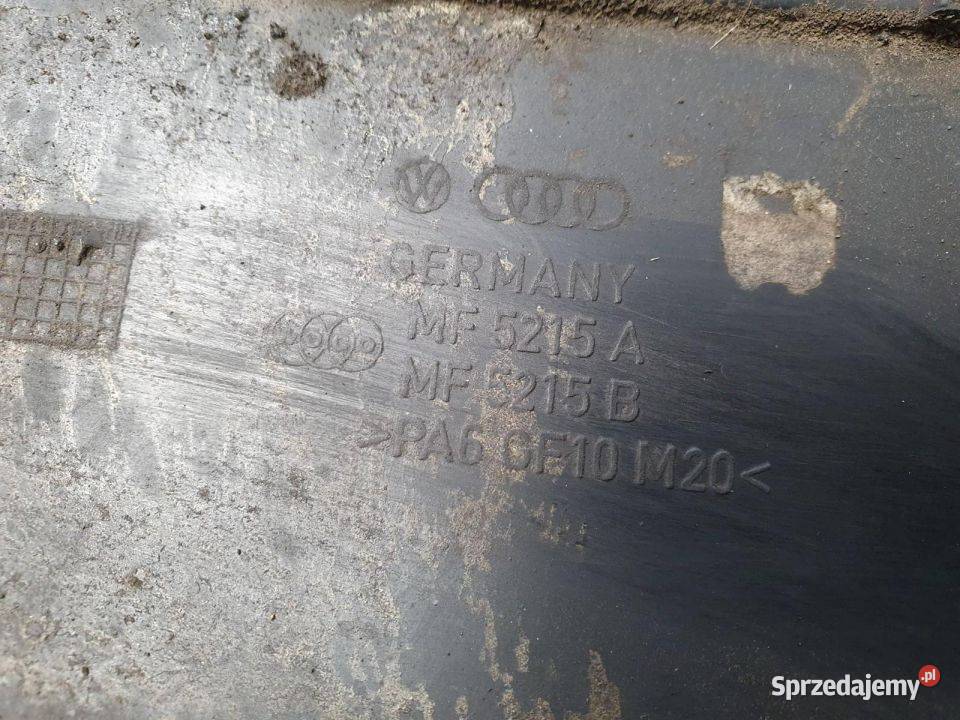 GERMANY
MF 5215 A
MF 5215 B
>PA6 GF10 M20<
Sprzedajemy.pl